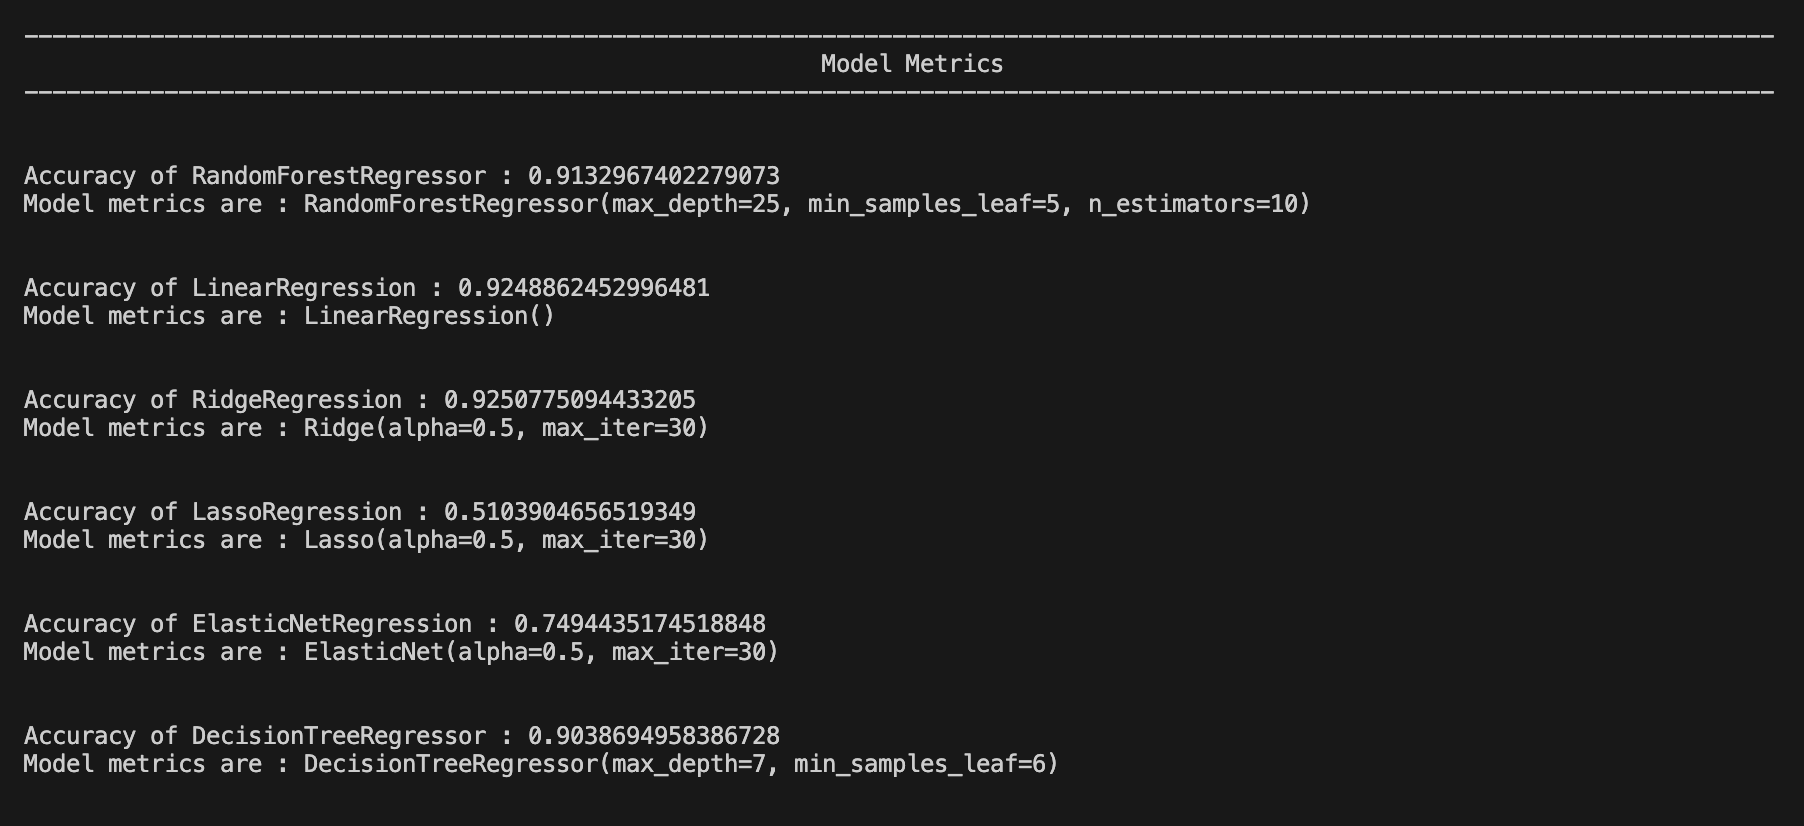 Model Metrics
Accuracy of RandomForestRegressor : 0.9132967402279073
Model metrics are : RandomForestRegressor(max_depth=25, min_samples_leaf=5, n_estimators=10)
Accuracy of LinearRegression : 0.9248862452996481
Model metrics are : LinearRegression()
Accuracy of RidgeRegression : 0.9250775094433205
Model metrics are : Ridge(alpha=0.5, max_iter=30)
Accuracy of LassoRegression : 0.5103904656519349
Model metrics are : Lasso(alpha=0.5, max_iter=30)
Accuracy of ElasticNetRegression : 0.7494435174518848
Model metrics are : ElasticNet(alpha=0.5, max_iter=30)
Accuracy of DecisionTreeRegressor : 0.9038694958386728
Model metrics are : DecisionTreeRegressor(max_depth=7, min_samples_leaf=6)